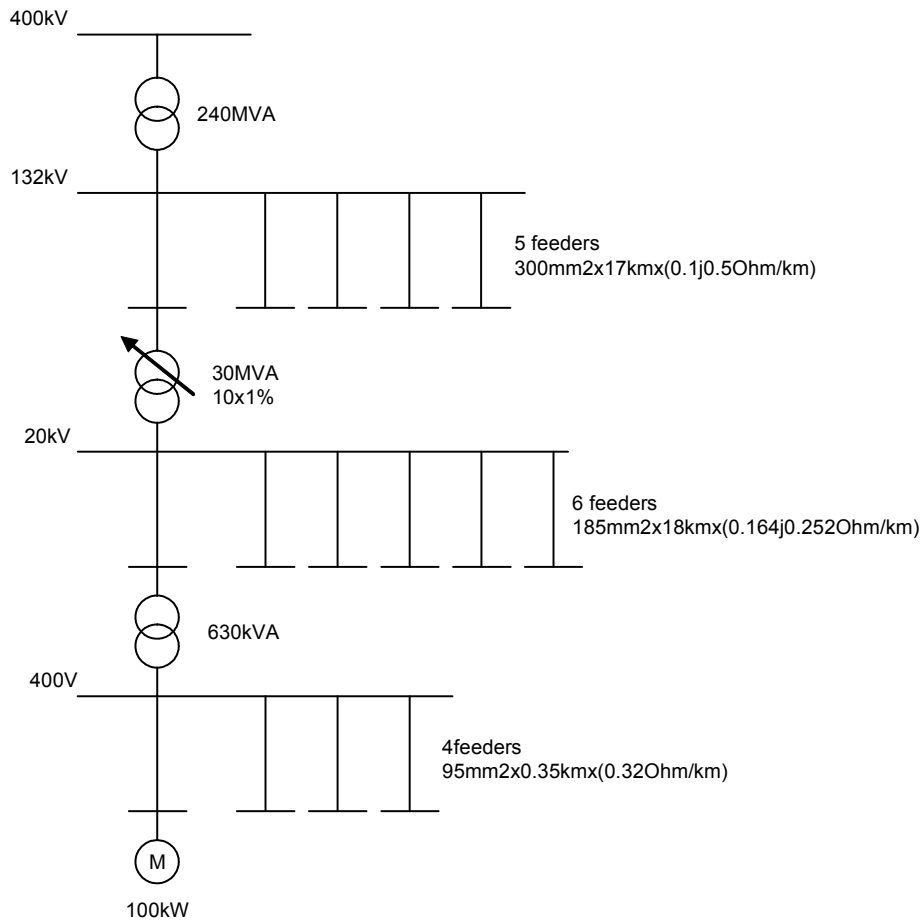 400kV
240MVA
132kV
5 feeders
300mm2x17kmx(0.1j0.5Ohm/km)
30MVA
10x1%
20kV
6 feeders
185mm2x18kmx(0.164j0.252Ohm/km)
630kVA
400V
4feeders
95mm2x0.35kmx(0.32Ohm/km)
M
100kW